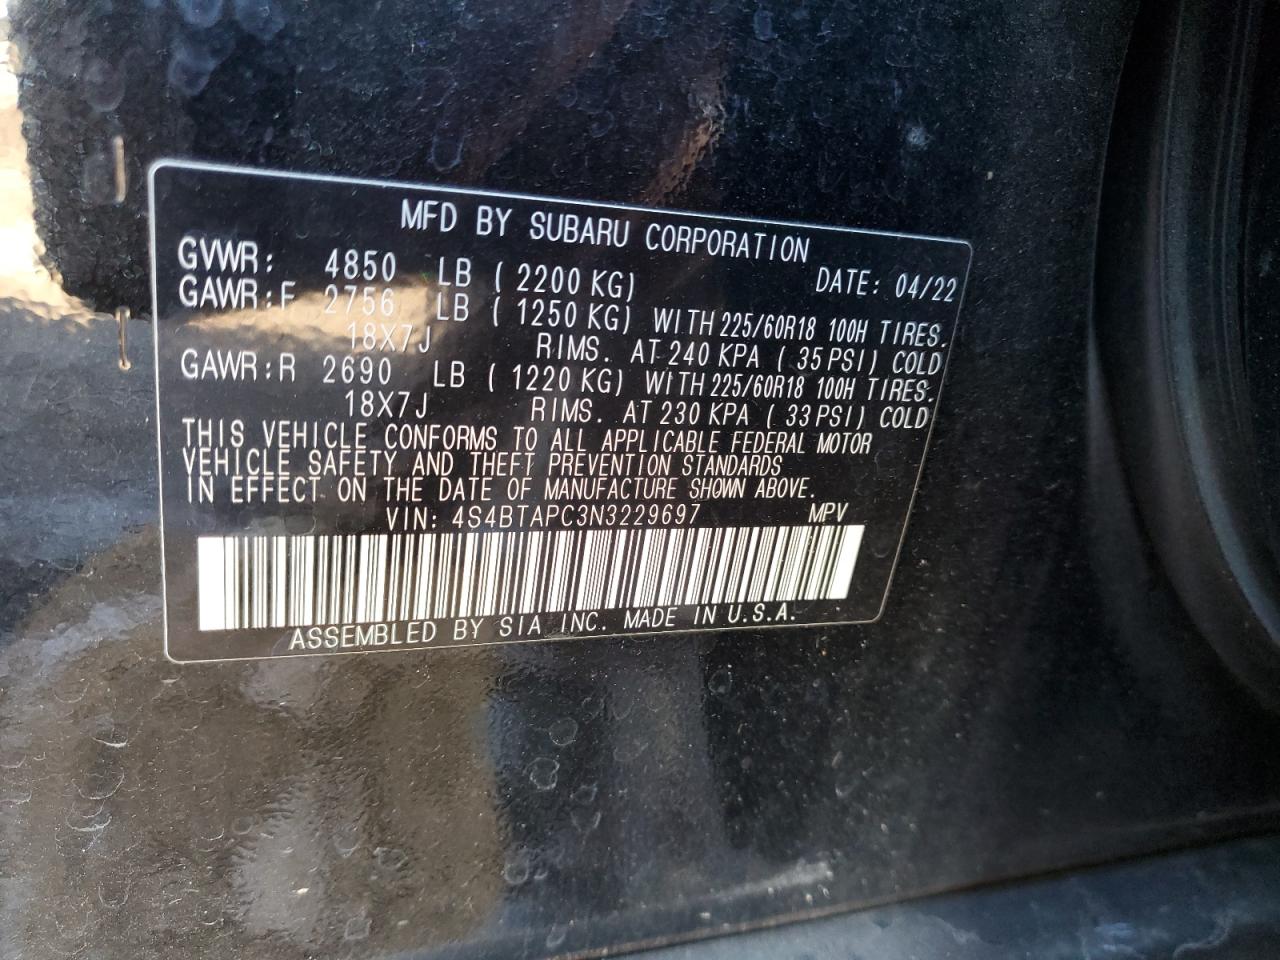 MFD BY SUBARU CORPORATION
DATE: 04/22
GVWR: 4850 LB ( 2200 KG)
GAWR:F 2756 LB ( 1250 KG) WITH 225/60R18 100H TIRES.
18X7J RIMS. AT 240 KPA ( 35 PSI) COLD
GAWR:R 2690 LB ( 1220 KG) WITH 225/60R18 100H TIRES.
18X7J RIMS. AT 230 KPA ( 33 PSI) COLD
THIS VEHICLE CONFORMS TO ALL APPLICABLE FEDERAL MOTOR
VEHICLE SAFETY AND THEFT PREVENTION STANDARDS
IN EFFECT ON THE DATE OF MANUFACTURE SHOWN ABOVE.
VIN: 4S4BTAPC3N3229697 MPV
ASSEMBLED BY SIA INC. MADE IN U.S.A.